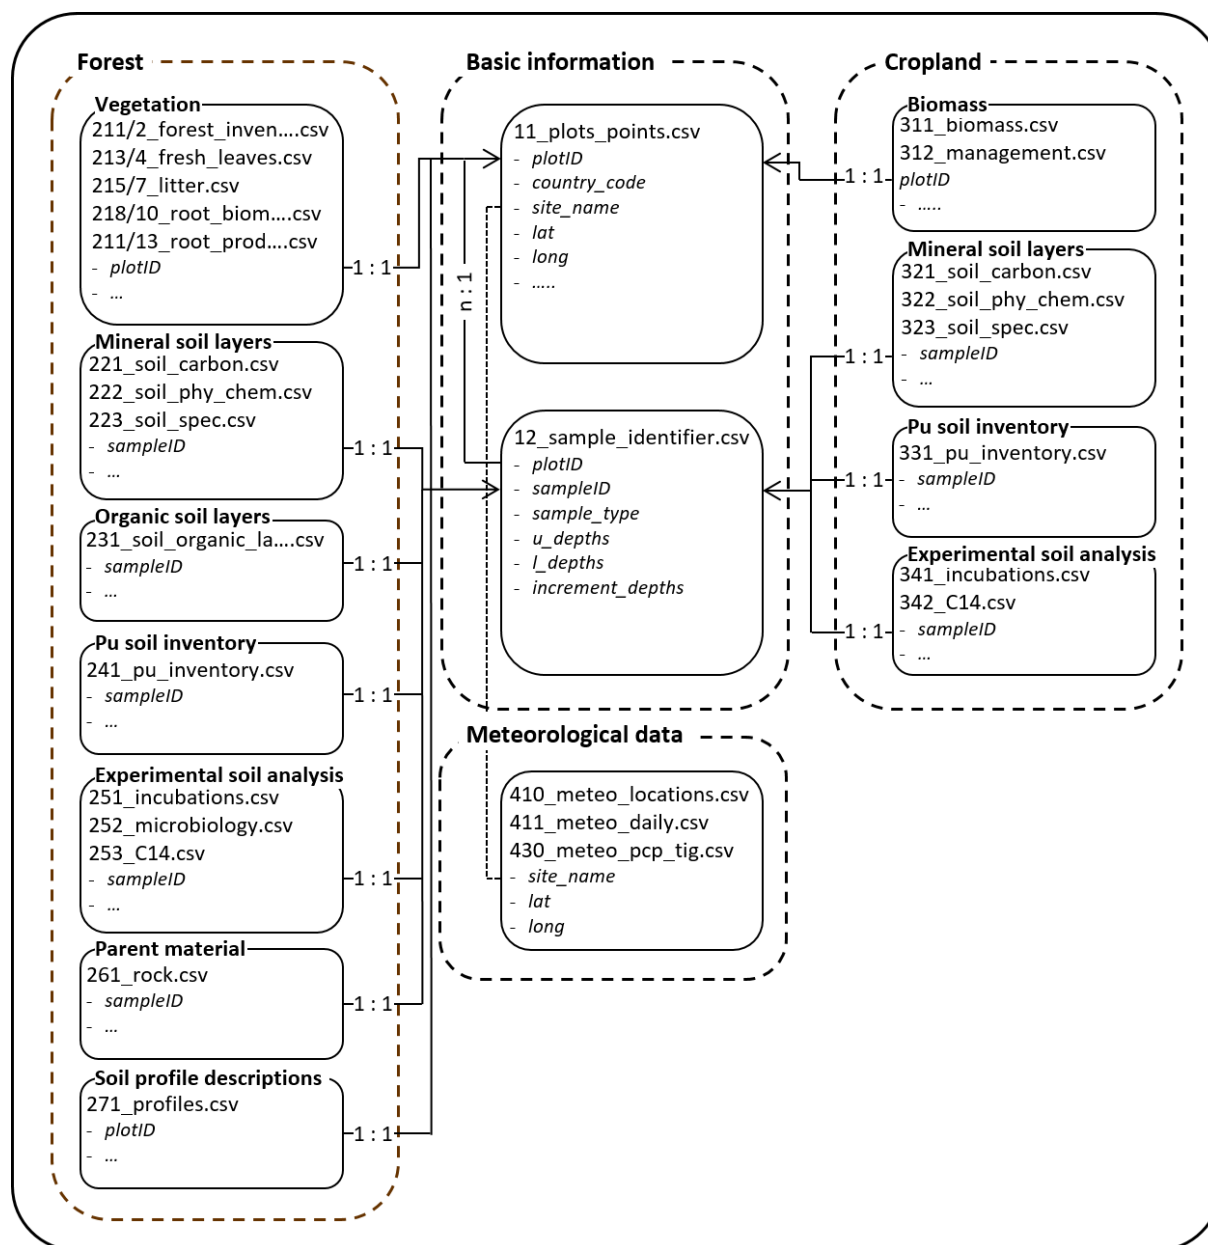 Forest
Vegetation
211/2_forest_inven....csv
213/4_fresh_leaves.csv
215/7_litter.csv
218/10_root_biom....csv
211/13_root_prod....csv
- plotID
- ...
1 : 1
Mineral soil layers
221_soil_carbon.csv
222_soil_phy_chem.csv
223_soil_spec.csv
- sampleID
- ...
1 : 1
Organic soil layers
231_soil_organic_la....csv
- sampleID
- ...
1 : 1
Pu soil inventory
241_pu_inventory.csv
- sampleID
- ...
1 : 1
Experimental soil analysis
251_incubations.csv
252_microbiology.csv
253_C14.csv
- sampleID
- ...
1 : 1
Parent material
261_rock.csv
- sampleID
- ...
1 : 1
Soil profile descriptions
271_profiles.csv
- plotID
- ...
1 : 1
Basic information
11_plots_points.csv
- plotID
- country_code
- site_name
- lat
- long
- .....
n : 1
12_sample_identifier.csv
- plotID
- sampleID
- sample_type
- u_depths
- l_depths
- increment_depths
Meteorological data
410_meteo_locations.csv
411_meteo_daily.csv
430_meteo_pcp_tig.csv
- site_name
- lat
- long
Cropland
Biomass
311_biomass.csv
312_management.csv
plotID
- .....
1 : 1
Mineral soil layers
321_soil_carbon.csv
322_soil_phy_chem.csv
323_soil_spec.csv
- sampleID
- ...
1 : 1
Pu soil inventory
331_pu_inventory.csv
- sampleID
- ...
1 : 1
Experimental soil analysis
341_incubations.csv
342_C14.csv
- sampleID
- ...
1 : 1